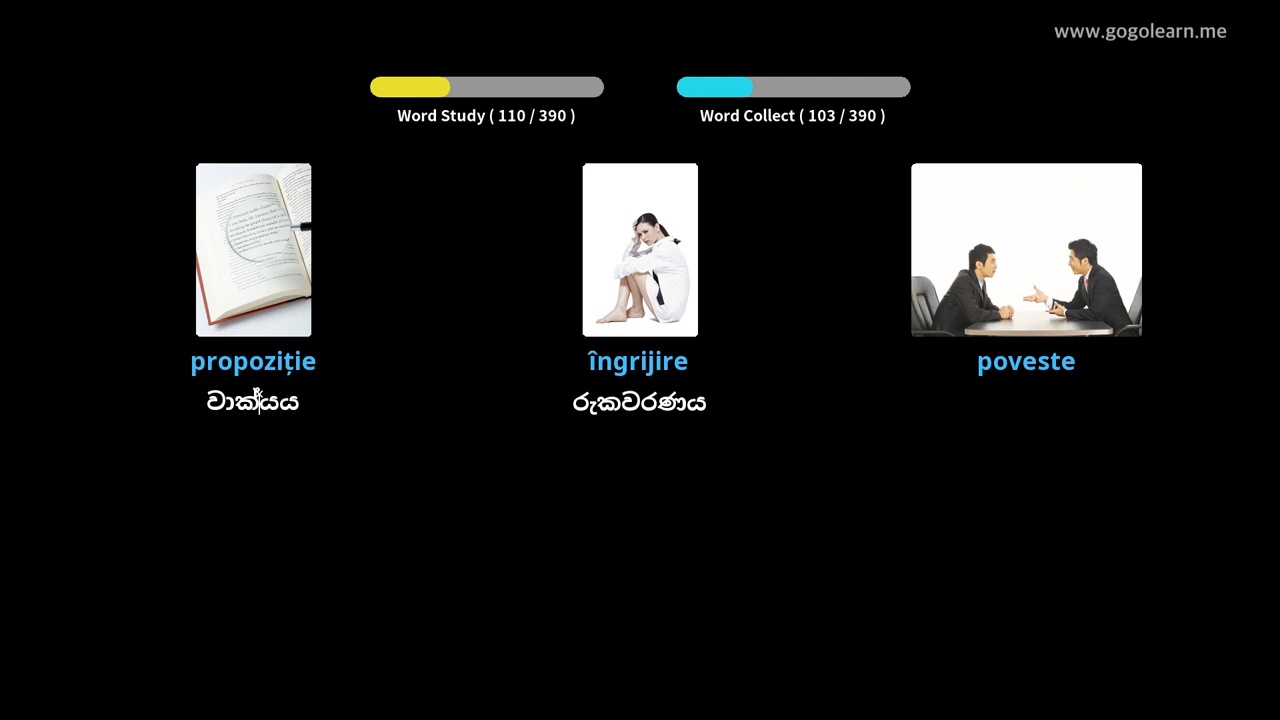 www.gogolearn.me
Word Study ( 110 / 390 )
Word Collect ( 103 / 390 )
propoziție
îngrijire
poveste
වාක්‍යය
රුකවරණය